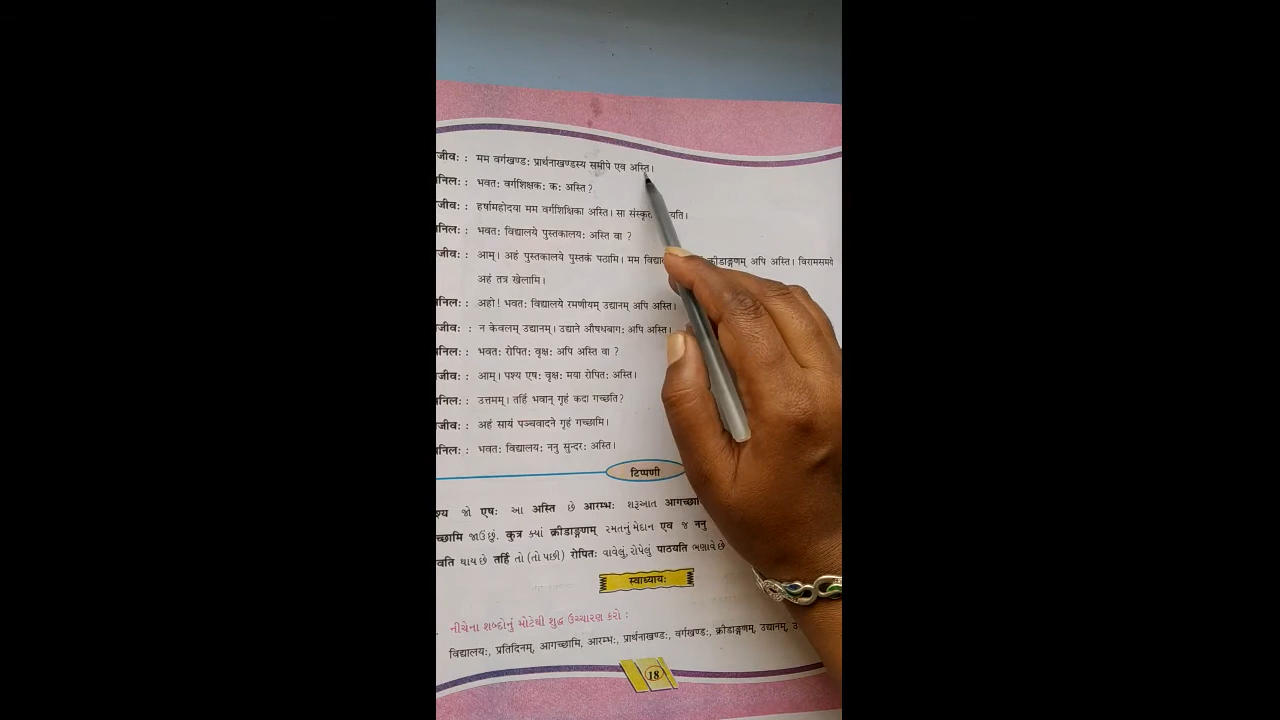 जीवः : मम वर्गखण्डः प्रार्थनाखण्डस्य समीपे एव अस्ति।
निलः : भवतः वर्गशिक्षकः कः अस्ति ?
जीवः : हर्षामहोदया मम वर्गशिक्षिका अस्ति। सा यति।
निलः : भवतः विद्यालये पुस्तकालयः अस्ति वा ?
जीवः : आम्। अहं पुस्तकालये पुस्तकं पठामि। मम क्रीडाङ्गणम् अपि अस्ति। विरामसमये
अहं तत्र खेलामि।
निलः : अहो! भवतः विद्यालये रमणीयम् उद्यानम् अपि अस्ति।
जीवः : न केवलम् उद्यानम्। उद्याने औषधबागः अपि अस्ति।
निलः : भवतः रोपितः वृक्षः अपि अस्ति वा ?
जीवः : आम्। पश्य एषः वृक्षः मया रोपितः अस्ति।
निलः : उत्तमम्। तर्हि भवान् गृहं कदा गच्छति?
जीवः : अहं सायं पञ्चवादने गृहं गच्छामि।
निलः : भवतः विद्यालयः ननु सुन्दरः अस्ति।
टिप्पणी
श्य જો एषः આ अस्ति છે आरम्भः શરૂઆત
च्छामि જાઉં છું. कुत्र ક્યાં क्रीडाङ्गणम् રમતનું મેદાન एव જ ननु
वति થાય છે तर्हि તો (તો પછી) रोपितः વાવેલું, રોપેલું पाठयति ભણાવે છે
स्वाध्यायः
નીચેના શબ્દોનું મોટેથી શુદ્ધ ઉચ્ચારણ કરો :
विद्यालयः, प्रतिदिनम्, आगच्छामि, आरम्भः, प्रार्थनाखण्डः, वर्गखण्डः, क्रीडाङ्गणम्, उद्यानम्,
18